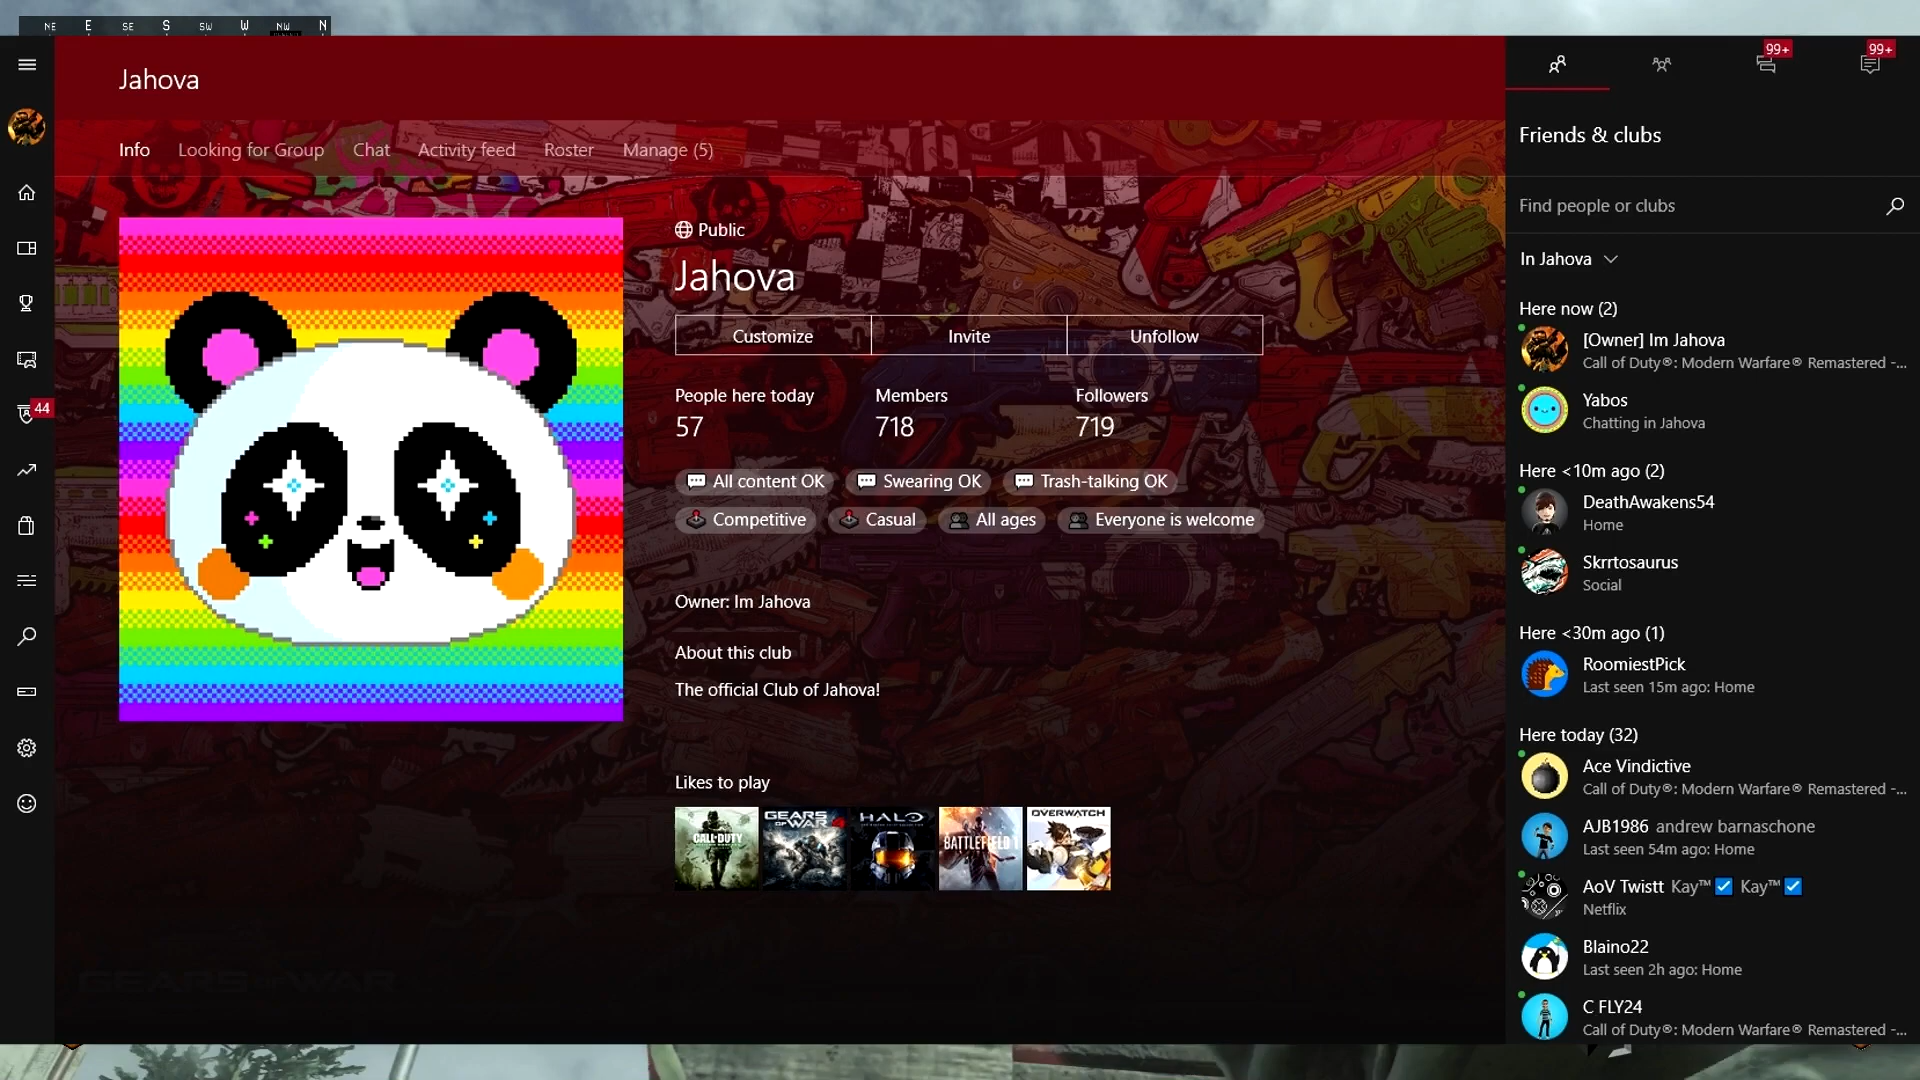 NE E SE S SW W NW N
Jahova
Info Looking for Group Chat Activity feed Roster Manage (5)
Public
Jahova
Customize Invite Unfollow
People here today Members Followers
57 718 719
All content OK Swearing OK Trash-talking OK
Competitive Casual All ages Everyone is welcome
Owner: Im Jahova
About this club
The official Club of Jahova!
Likes to play
CALL OF DUTY
GEARS OF WAR 4
HALO
BATTLEFIELD 1
OVERWATCH
GEARS OF WAR
44
99+ 99+
Friends & clubs
Find people or clubs
In Jahova
Here now (2)
[Owner] Im Jahova
Call of Duty®: Modern Warfare® Remastered -...
Yabos
Chatting in Jahova
Here <10m ago (2)
DeathAwakens54
Home
Skrrtosaurus
Social
Here <30m ago (1)
RoomiestPick
Last seen 15m ago: Home
Here today (32)
Ace Vindictive
Call of Duty®: Modern Warfare® Remastered -...
AJB1986 andrew barnaschone
Last seen 54m ago: Home
AoV Twistt Kay™☑ Kay™☑
Netflix
Blaino22
Last seen 2h ago: Home
C FLY24
Call of Duty®: Modern Warfare® Remastered -...